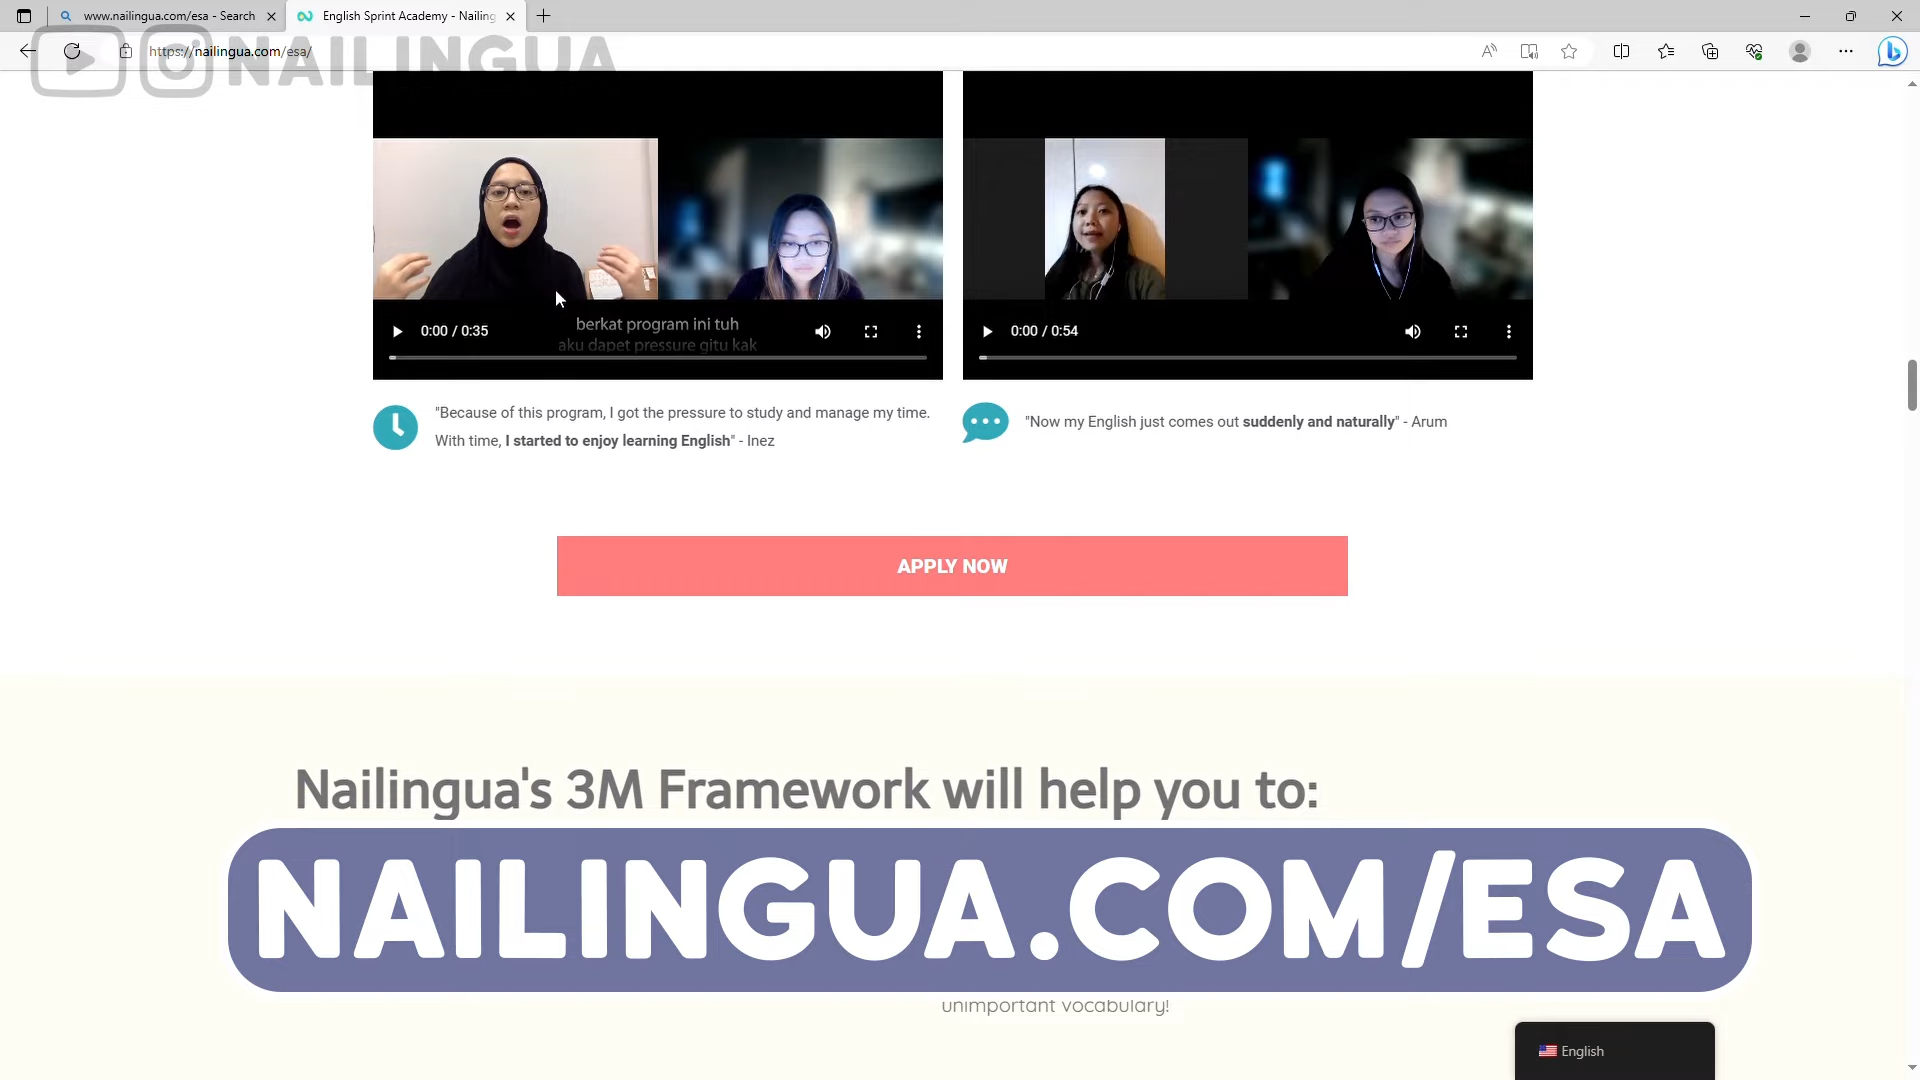 www.nailingua.com/esa - Search
English Sprint Academy - Nailing
https://nailingua.com/esa/
NAILINGUA
berkat program ini tuh
aku dapet pressure gitu kak
0:00 / 0:35
0:00 / 0:54
"Because of this program, I got the pressure to study and manage my time.
With time, I started to enjoy learning English" - Inez
"Now my English just comes out suddenly and naturally" - Arum
APPLY NOW
Nailingua's 3M Framework will help you to:
NAILINGUA.COM/ESA
unimportant vocabulary!
English